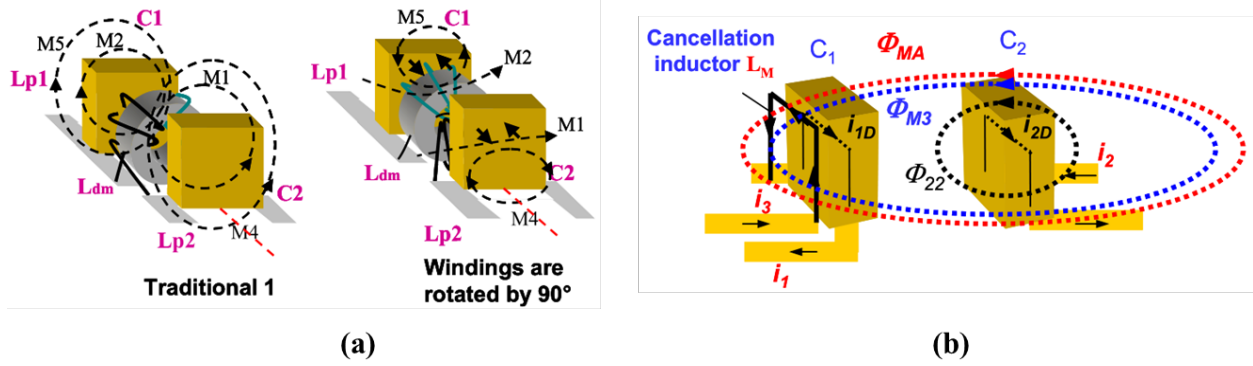 C1
M5
M2
Lp1
M1
Ldm
C2
Lp2
M4
Traditional 1
M5
C1
Lp1
M2
M1
Ldm
C2
M4
Lp2
Windings are
rotated by 90°
(a)
Cancellation
inductor LM
C1
ΦMA
C2
ΦM3
i1D
i2D
Φ22
i2
i3
i1
(b)